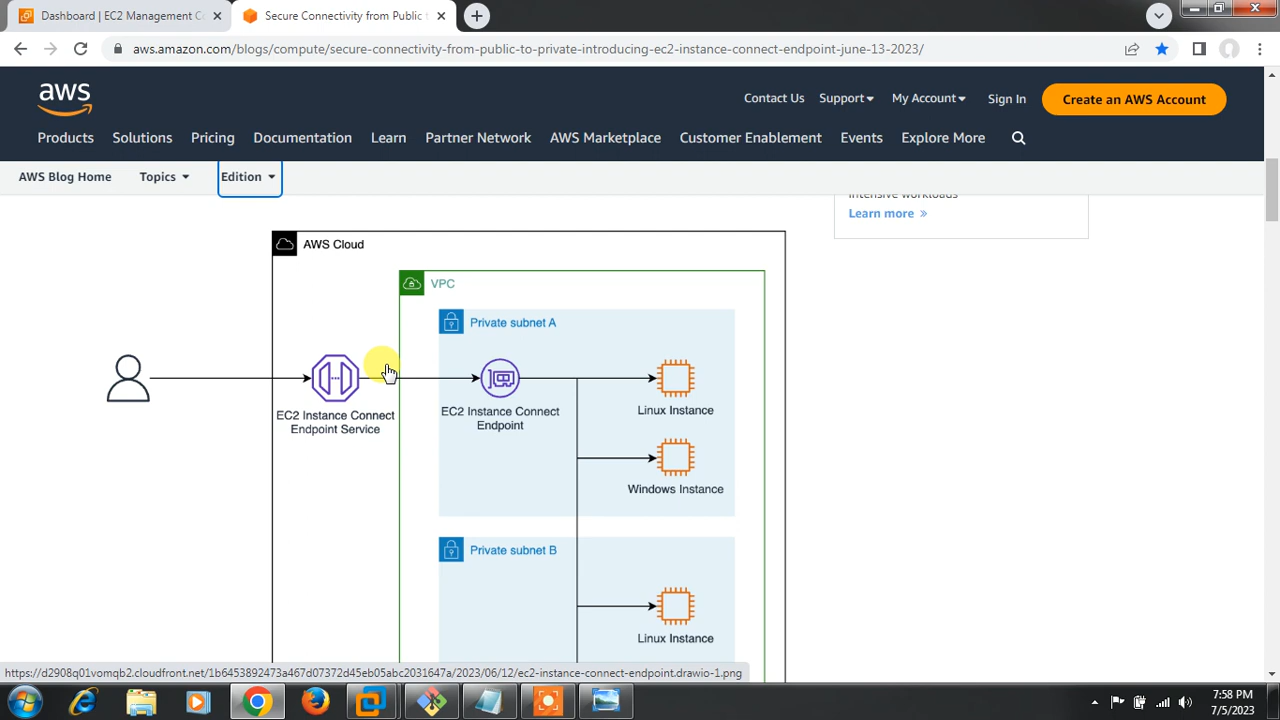 Dashboard | EC2 Management C
Secure Connectivity from Public
aws.amazon.com/blogs/compute/secure-connectivity-from-public-to-private-introducing-ec2-instance-connect-endpoint-june-13-2023/
aws
Contact Us Support My Account Sign In Create an AWS Account
Products Solutions Pricing Documentation Learn Partner Network AWS Marketplace Customer Enablement Events Explore More
AWS Blog Home Topics Edition
intensive workloads
Learn more »
AWS Cloud
VPC
Private subnet A
EC2 Instance Connect
Endpoint Service
EC2 Instance Connect
Endpoint
Linux Instance
Windows Instance
Private subnet B
Linux Instance
https://d2908q01vomqb2.cloudfront.net/1b6453892473a467d07372d45eb05abc2031647a/2023/06/12/ec2-instance-connect-endpoint.drawio-1.png
7:58 PM
7/5/2023